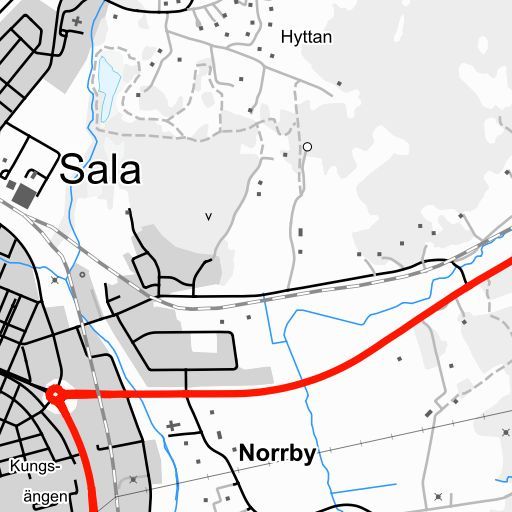 Hyttan
Sala
Norrby
Kungs-
ängen